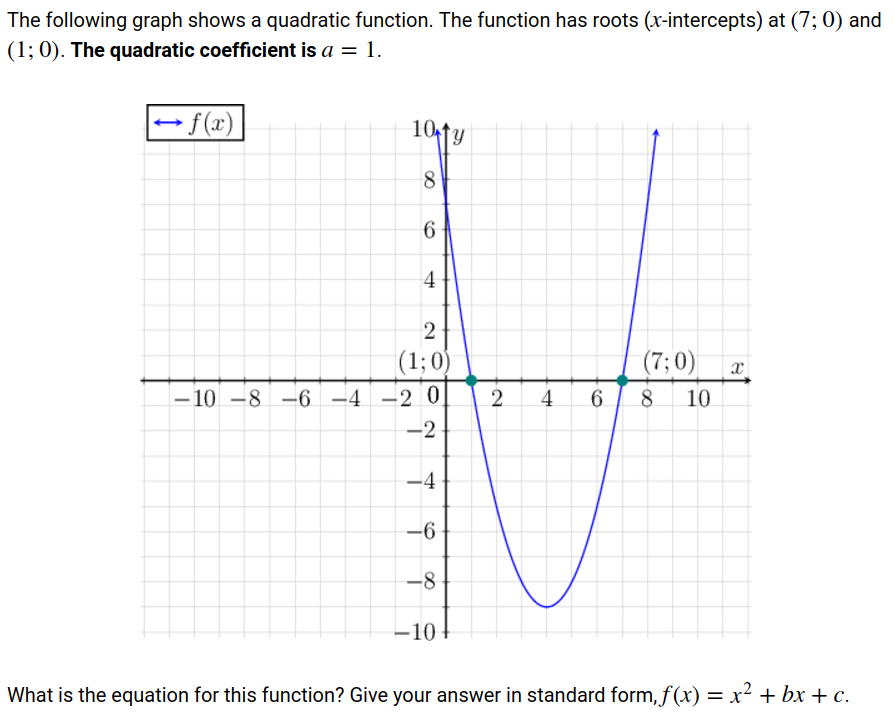 The following graph shows a quadratic function. The function has roots (x-intercepts) at (7; 0) and
(1; 0). The quadratic coefficient is a = 1.
f(x)
10
y
8
6
4
2
(1; 0)
(7; 0)
x
−10 −8 −6 −4 −2 0 2 4 6 8 10
−2
−4
−6
−8
−10
What is the equation for this function? Give your answer in standard form, f(x) = x² + bx + c.